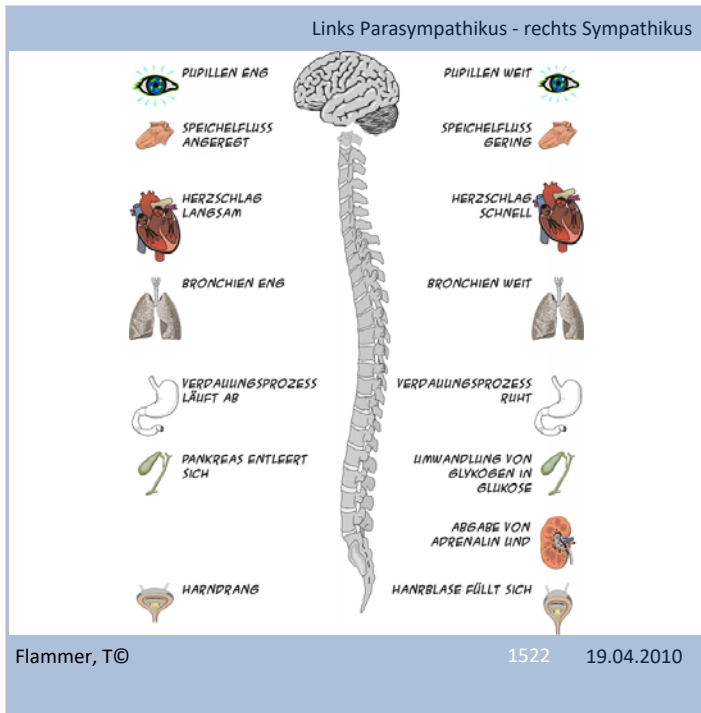 Links Parasympathikus - rechts Sympathikus
PUPILLEN ENG
PUPILLEN WEIT
SPEICHELFLUSS
ANGEREGT
SPEICHELFLUSS
GERING
HERZSCHLAG
LANGSAM
HERZSCHLAG
SCHNELL
BRONCHIEN ENG
BRONCHIEN WEIT
VERDAUUNGSPROZESS
LÄUFT AB
VERDAUUNGSPROZESS
RUHT
PANKREAS ENTLEERT
SICH
UMWANDLUNG VON
GLYKOGEN IN
GLUKOSE
ABGABE VON
ADRENALIN UND
HARNDRANG
HANRBLASE FÜLLT SICH
Flammer, T© 1522 19.04.2010